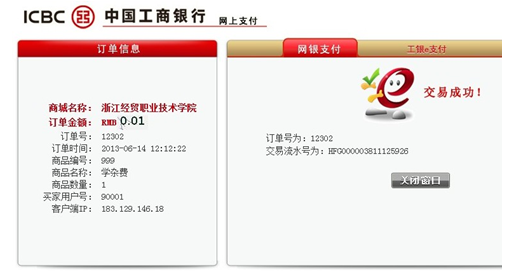 ICBC 中国工商银行 网上支付
订单信息
商城名称： 浙江经贸职业技术学院
订单金额： RMB 0.01
订单号： 12302
订单时间： 2013-06-14 12:12:22
商品编号： 999
商品名称： 学杂费
商品数量： 1
买家用户号： 90001
客户端IP： 183.129.146.18
网银支付 工银e支付
交易成功！
订单号为：12302
交易流水号为：HFG000003811125926
关闭窗口